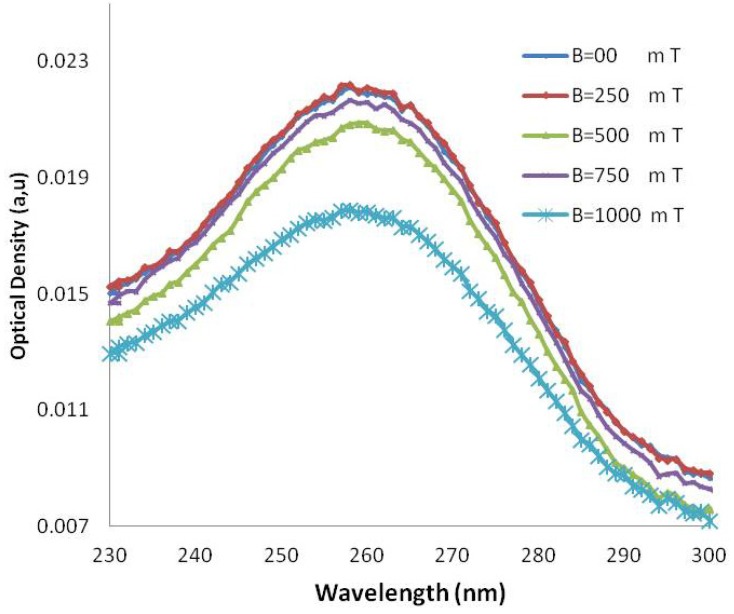 0.023
0.019
0.015
0.011
0.007
Optical Density (a,u)
B=00 m T
B=250 m T
B=500 m T
B=750 m T
B=1000 m T
230 240 250 260 270 280 290 300
Wavelength (nm)